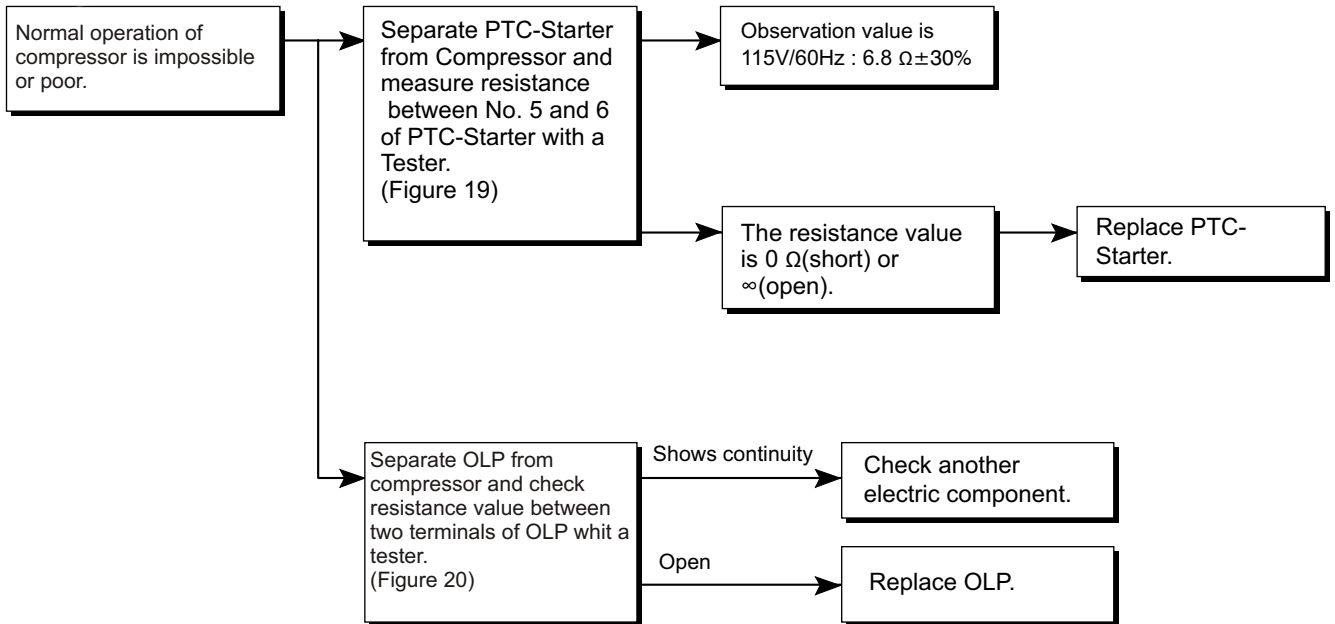 Normal operation of
compressor is impossible
or poor.
Separate PTC-Starter
from Compressor and
measure resistance
between No. 5 and 6
of PTC-Starter with a
Tester.
(Figure 19)
Observation value is
115V/60Hz : 6.8 Ω±30%
The resistance value
is 0 Ω(short) or
∞(open).
Replace PTC-
Starter.
Separate OLP from
compressor and check
resistance value between
two terminals of OLP whit a
tester.
(Figure 20)
Shows continuity
Check another
electric component.
Open
Replace OLP.